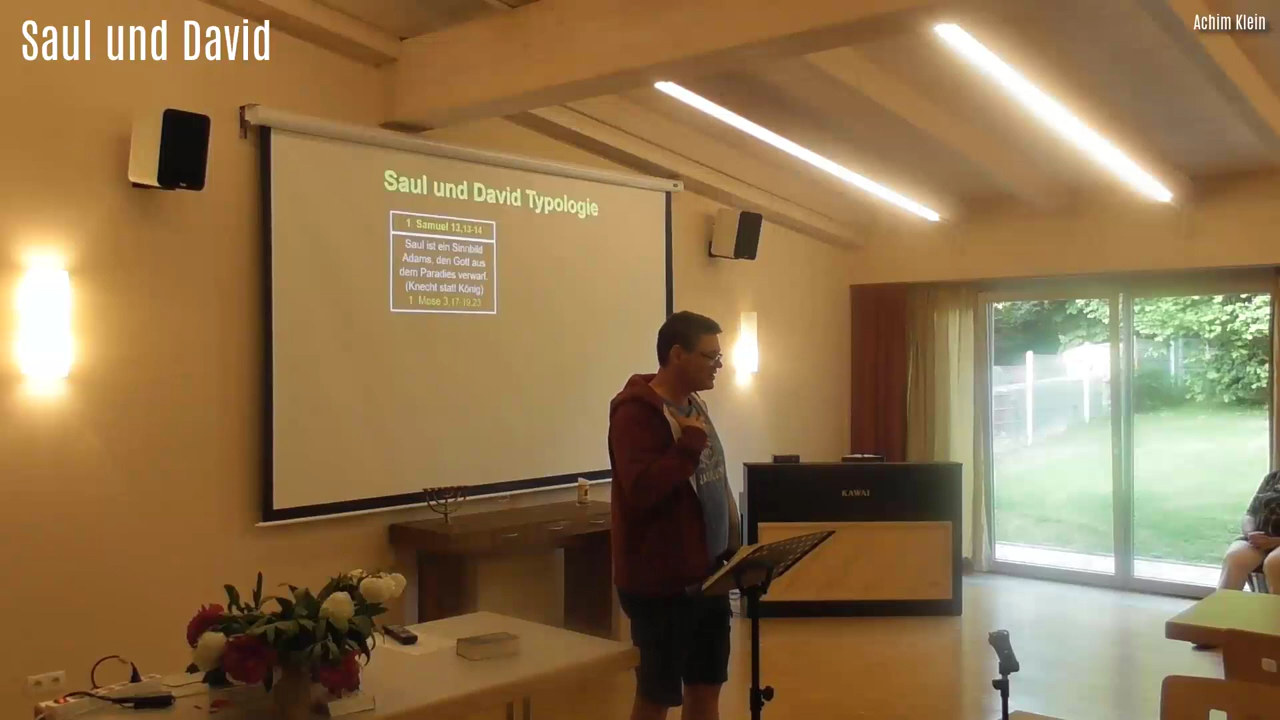 Saul und David
Achim Klein
Saul und David Typologie
1. Samuel 13,13-14
Saul ist ein Sinnbild
Adams, den Gott aus
dem Paradies verwarf.
(Knecht statt König)
1. Mose 3,17-19.23
KAWAI